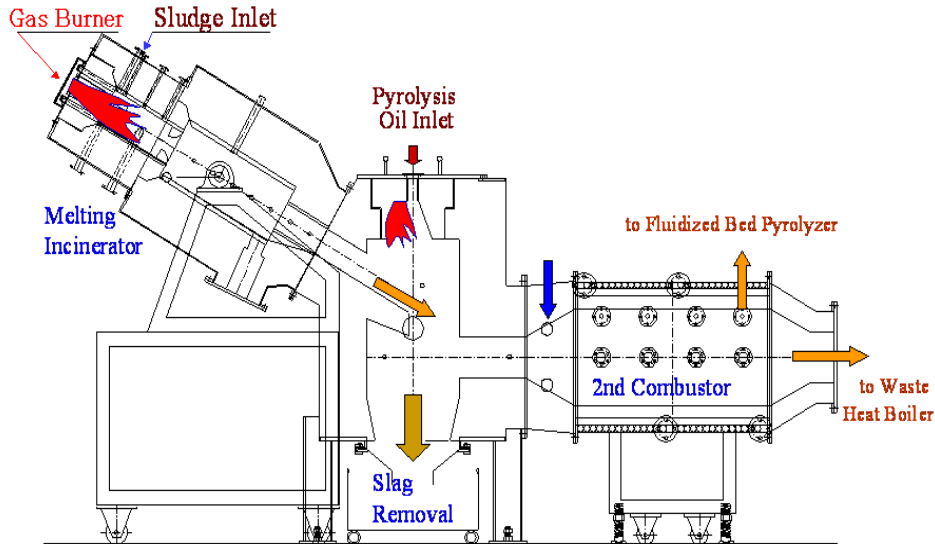 Gas Burner
Sludge Inlet
Pyrolysis
Oil Inlet
Melting
Incinerator
to Fluidized Bed Pyrolyzer
2nd Combustor
to Waste
Heat Boiler
Slag
Removal